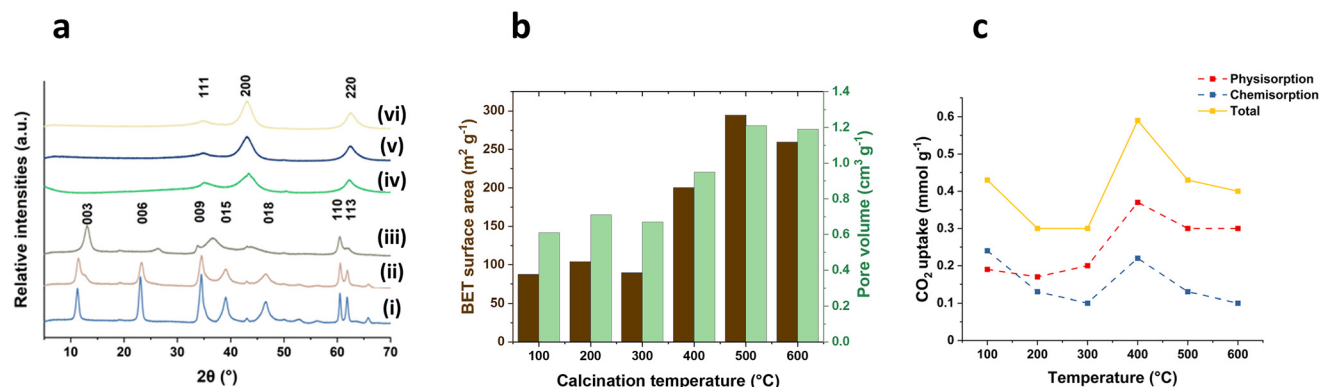 a
b
c
Relative intensities (a.u.)
111
200
220
(vi)
(v)
(iv)
003
006
009
015
018
110
113
(iii)
(ii)
(i)
10
20
30
40
50
60
70
2θ (°)
BET surface area (m² g⁻¹)
300
250
200
150
100
50
0
100
200
300
400
500
600
Calcination temperature (°C)
1.4
1.2
1.0
0.8
0.6
0.4
0.2
0.0
Pore volume (cm³ g⁻¹)
Physisorption
Chemisorption
Total
CO₂ uptake (mmol g⁻¹)
0.6
0.5
0.4
0.3
0.2
0.1
100
200
300
400
500
600
Temperature (°C)